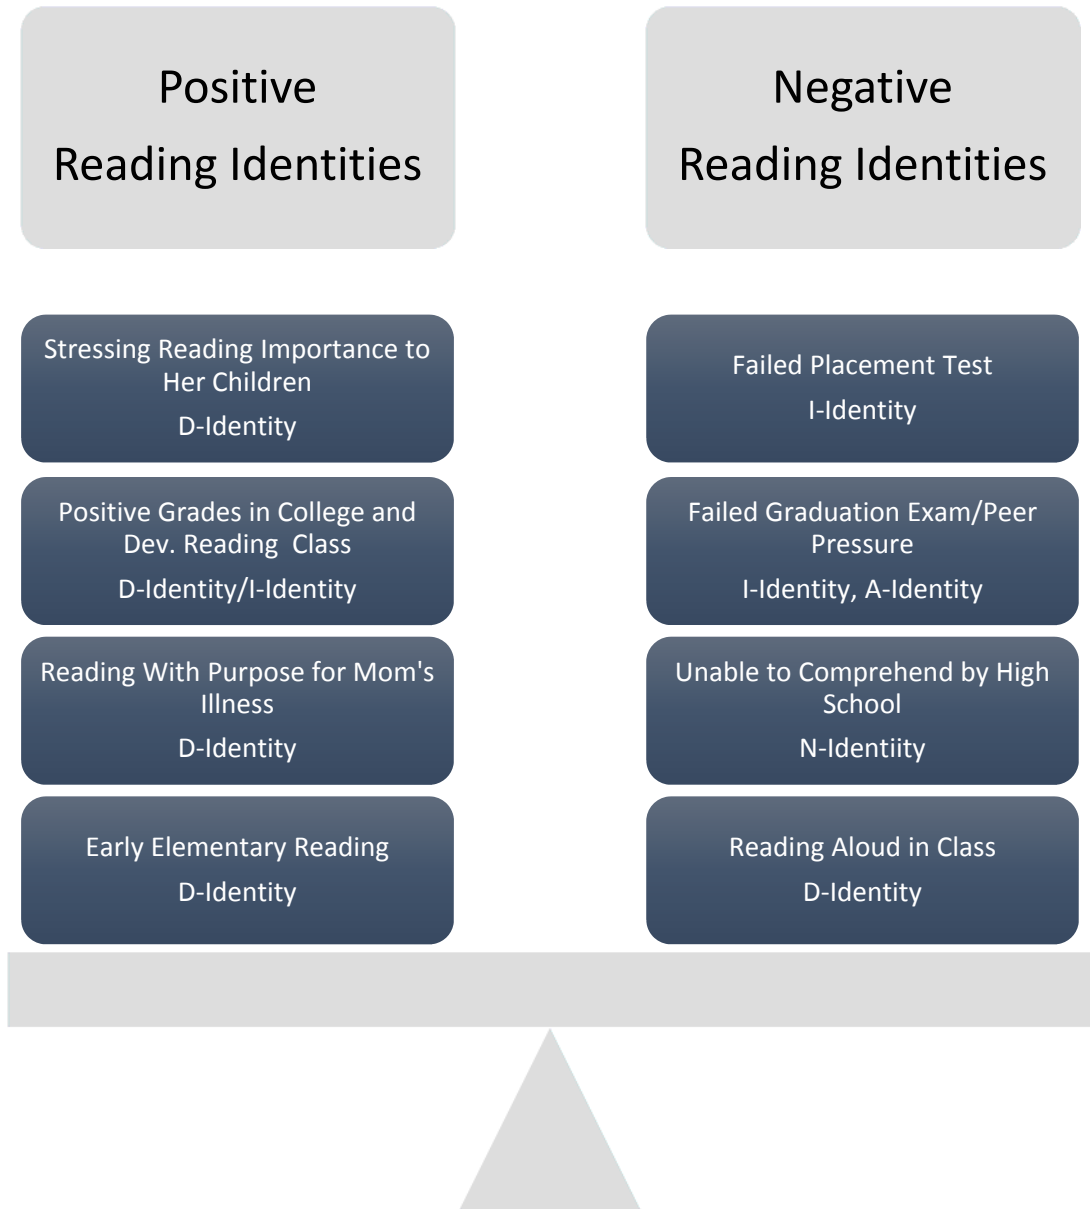 Positive
Reading Identities
Stressing Reading Importance to
Her Children
D-Identity
Positive Grades in College and
Dev. Reading  Class
D-Identity/I-Identity
Reading With Purpose for Mom's
Illness
D-Identity
Early Elementary Reading
D-Identity
Negative
Reading Identities
Failed Placement Test
I-Identity
Failed Graduation Exam/Peer
Pressure
I-Identity, A-Identity
Unable to Comprehend by High
School
N-Identiity
Reading Aloud in Class
D-Identity